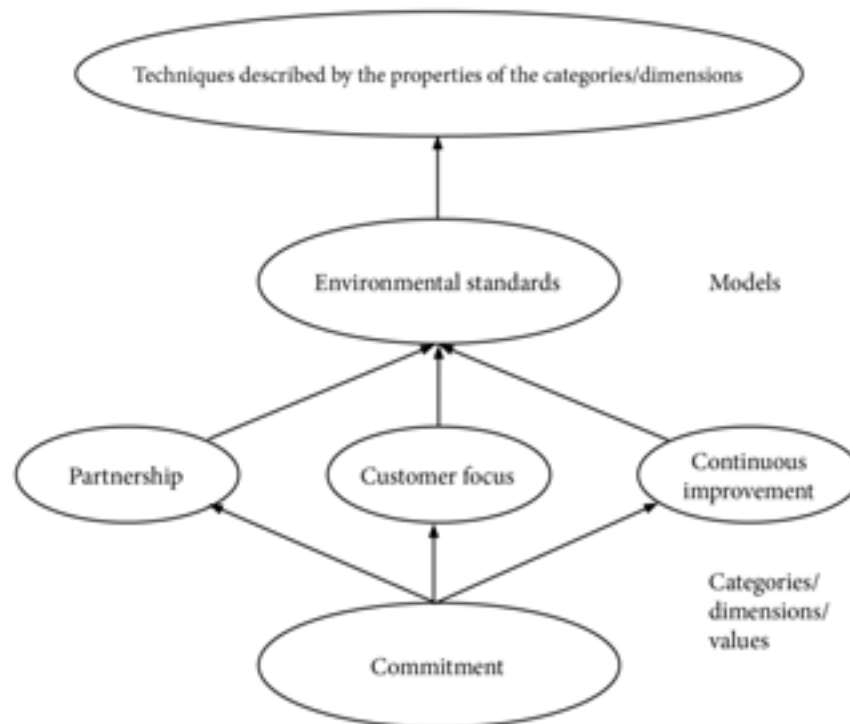 Techniques described by the properties of the categories/dimensions
Environmental standards
Models
Partnership
Customer focus
Continuous
improvement
Categories/
dimensions/
values
Commitment